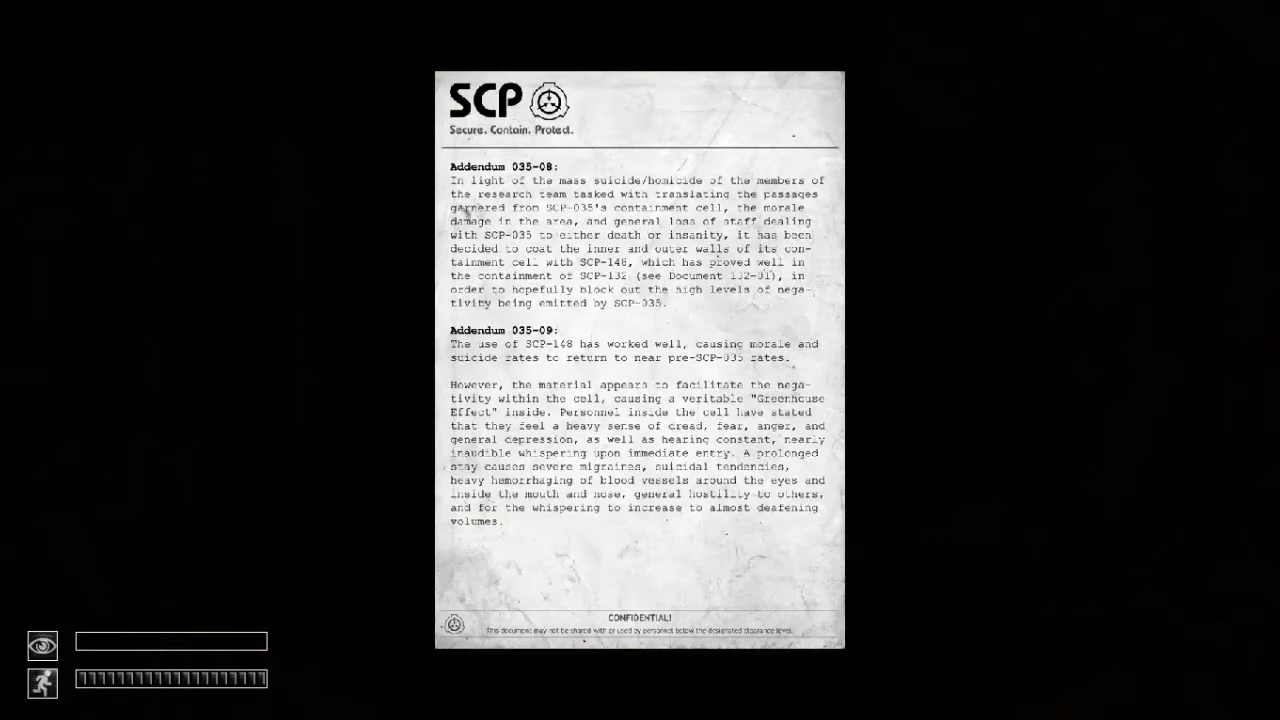 SCP
Secure. Contain. Protect.
Addendum 035-08:
In light of the mass suicide/homicide of the members of
the research team tasked with translating the passages
garnered from SCP-035's containment cell, the morale
damage in the area, and general loss of staff dealing
with SCP-035 to either death or insanity, it has been
decided to coat the inner and outer walls of its con-
tainment cell with SCP-148, which has proved well in
the containment of SCP-132 (see Document 132-01), in
order to hopefully block out the high levels of nega-
tivity being emitted by SCP-035.
Addendum 035-09:
The use of SCP-148 has worked well, causing morale and
suicide rates to return to near pre-SCP-035 rates.
However, the material appears to facilitate the nega-
tivity within the cell, causing a veritable "Greenhouse
Effect" inside. Personnel inside the cell have stated
that they feel a heavy sense of dread, fear, anger, and
general depression, as well as hearing constant, nearly
inaudible whispering upon immediate entry. A prolonged
stay causes severe migraines, suicidal tendencies,
heavy hemorrhaging of blood vessels around the eyes and
inside the mouth and nose, general hostility to others,
and for the whispering to increase to almost deafening
volumes.
CONFIDENTIAL!
This document may not be shared with or used by personnel below the designated clearance level.